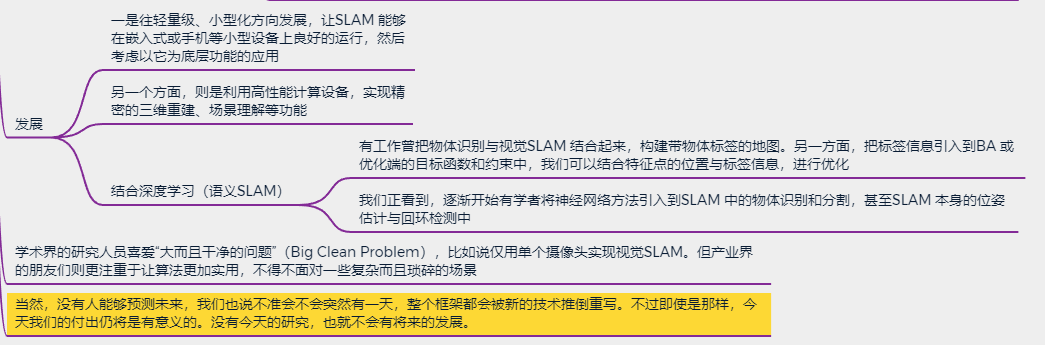 一是往轻量级、小型化方向发展，让SLAM 能够
在嵌入式或手机等小型设备上良好的运行，然后
考虑以它为底层功能的应用
另一个方面，则是利用高性能计算设备，实现精
密的三维重建、场景理解等功能
发展
有工作曾把物体识别与视觉SLAM 结合起来，构建带物体标签的地图。另一方面，把标签信息引入到BA 或
优化端的目标函数和约束中，我们可以结合特征点的位置与标签信息，进行优化
结合深度学习（语义SLAM）
我们正看到，逐渐开始有学者将神经网络方法引入到SLAM 中的物体识别和分割，甚至SLAM 本身的位姿
估计与回环检测中
学术界的研究人员喜爱“大而且干净的问题”（Big Clean Problem），比如说仅用单个摄像头实现视觉SLAM。但产业界
的朋友们则更注重于让算法更加实用，不得不面对一些复杂而且琐碎的场景
当然，没有人能够预测未来，我们也说不准会不会突然有一天，整个框架都会被新的技术推倒重写。不过即使是那样，今
天我们的付出仍将是有意义的。没有今天的研究，也就不会有将来的发展。